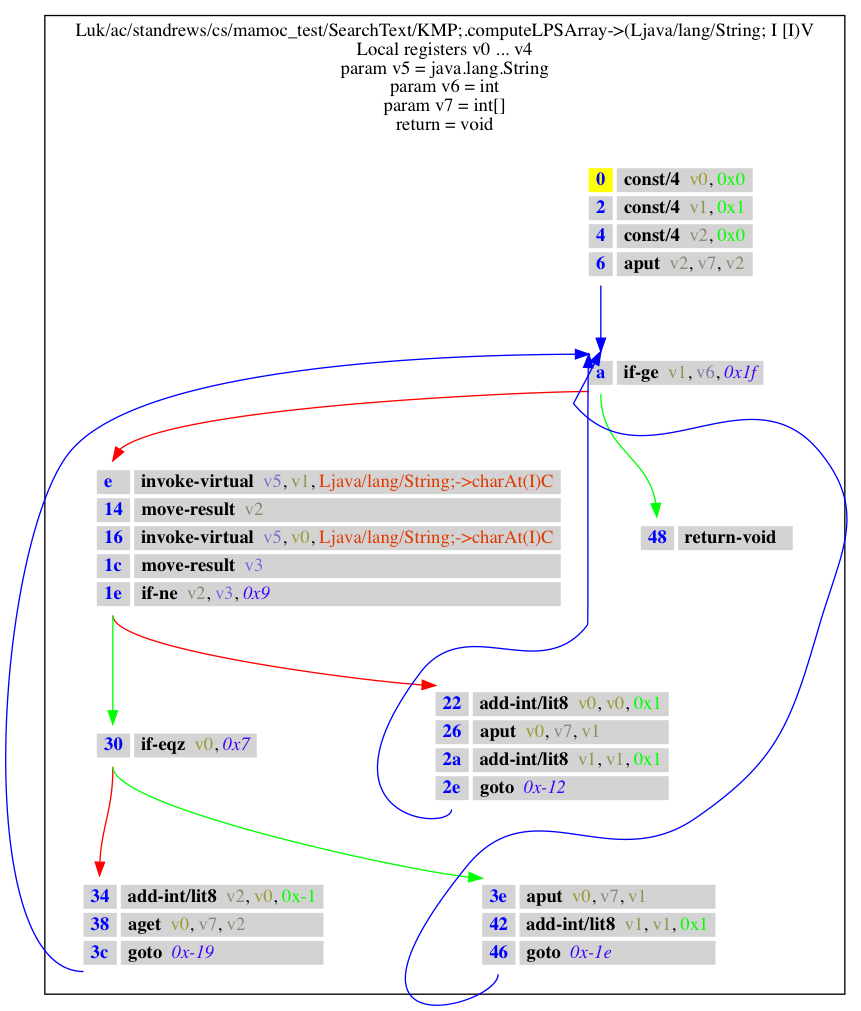 Luk/ac/standrews/cs/mamoc_test/SearchText/KMP;.computeLPSArray->(Ljava/lang/String; I [I)V
Local registers v0 ... v4
param v5 = java.lang.String
param v6 = int
param v7 = int[]
return = void
0 const/4 v0, 0x0
2 const/4 v1, 0x1
4 const/4 v2, 0x0
6 aput v2, v7, v2
a if-ge v1, v6, 0x1f
e invoke-virtual v5, v1, Ljava/lang/String;->charAt(I)C
14 move-result v2
16 invoke-virtual v5, v0, Ljava/lang/String;->charAt(I)C
1c move-result v3
1e if-ne v2, v3, 0x9
48 return-void
22 add-int/lit8 v0, v0, 0x1
26 aput v0, v7, v1
2a add-int/lit8 v1, v1, 0x1
2e goto 0x-12
30 if-eqz v0, 0x7
34 add-int/lit8 v2, v0, 0x-1
38 aget v0, v7, v2
3c goto 0x-19
3e aput v0, v7, v1
42 add-int/lit8 v1, v1, 0x1
46 goto 0x-1e